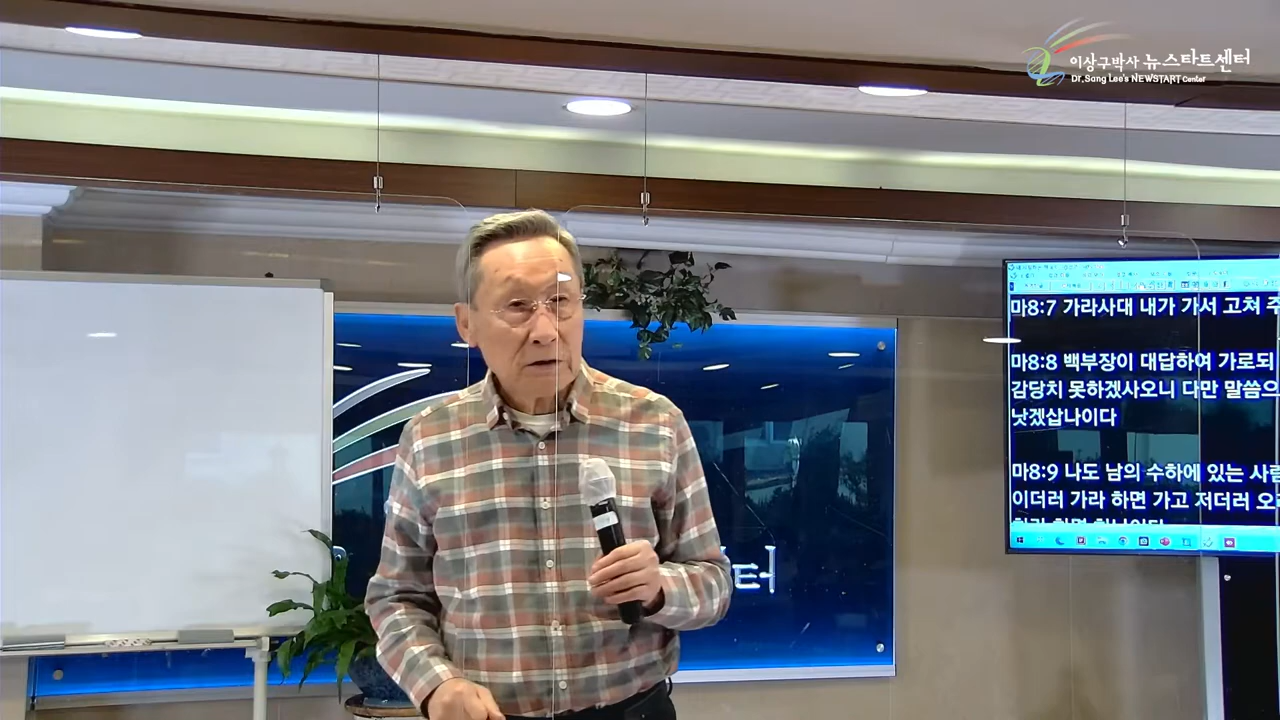 이상구박사 뉴스타트센터
Dr. Sang Lee's NEWSTART Center
마8:7 가라사대 내가 가서 고쳐 주
마8:8 백부장이 대답하여 가로되
감당치 못하겠사오니 다만 말씀으
낫겠삽나이다
마8:9 나도 남의 수하에 있는 사람
이더러 가라 하면 가고 저더러 오
터